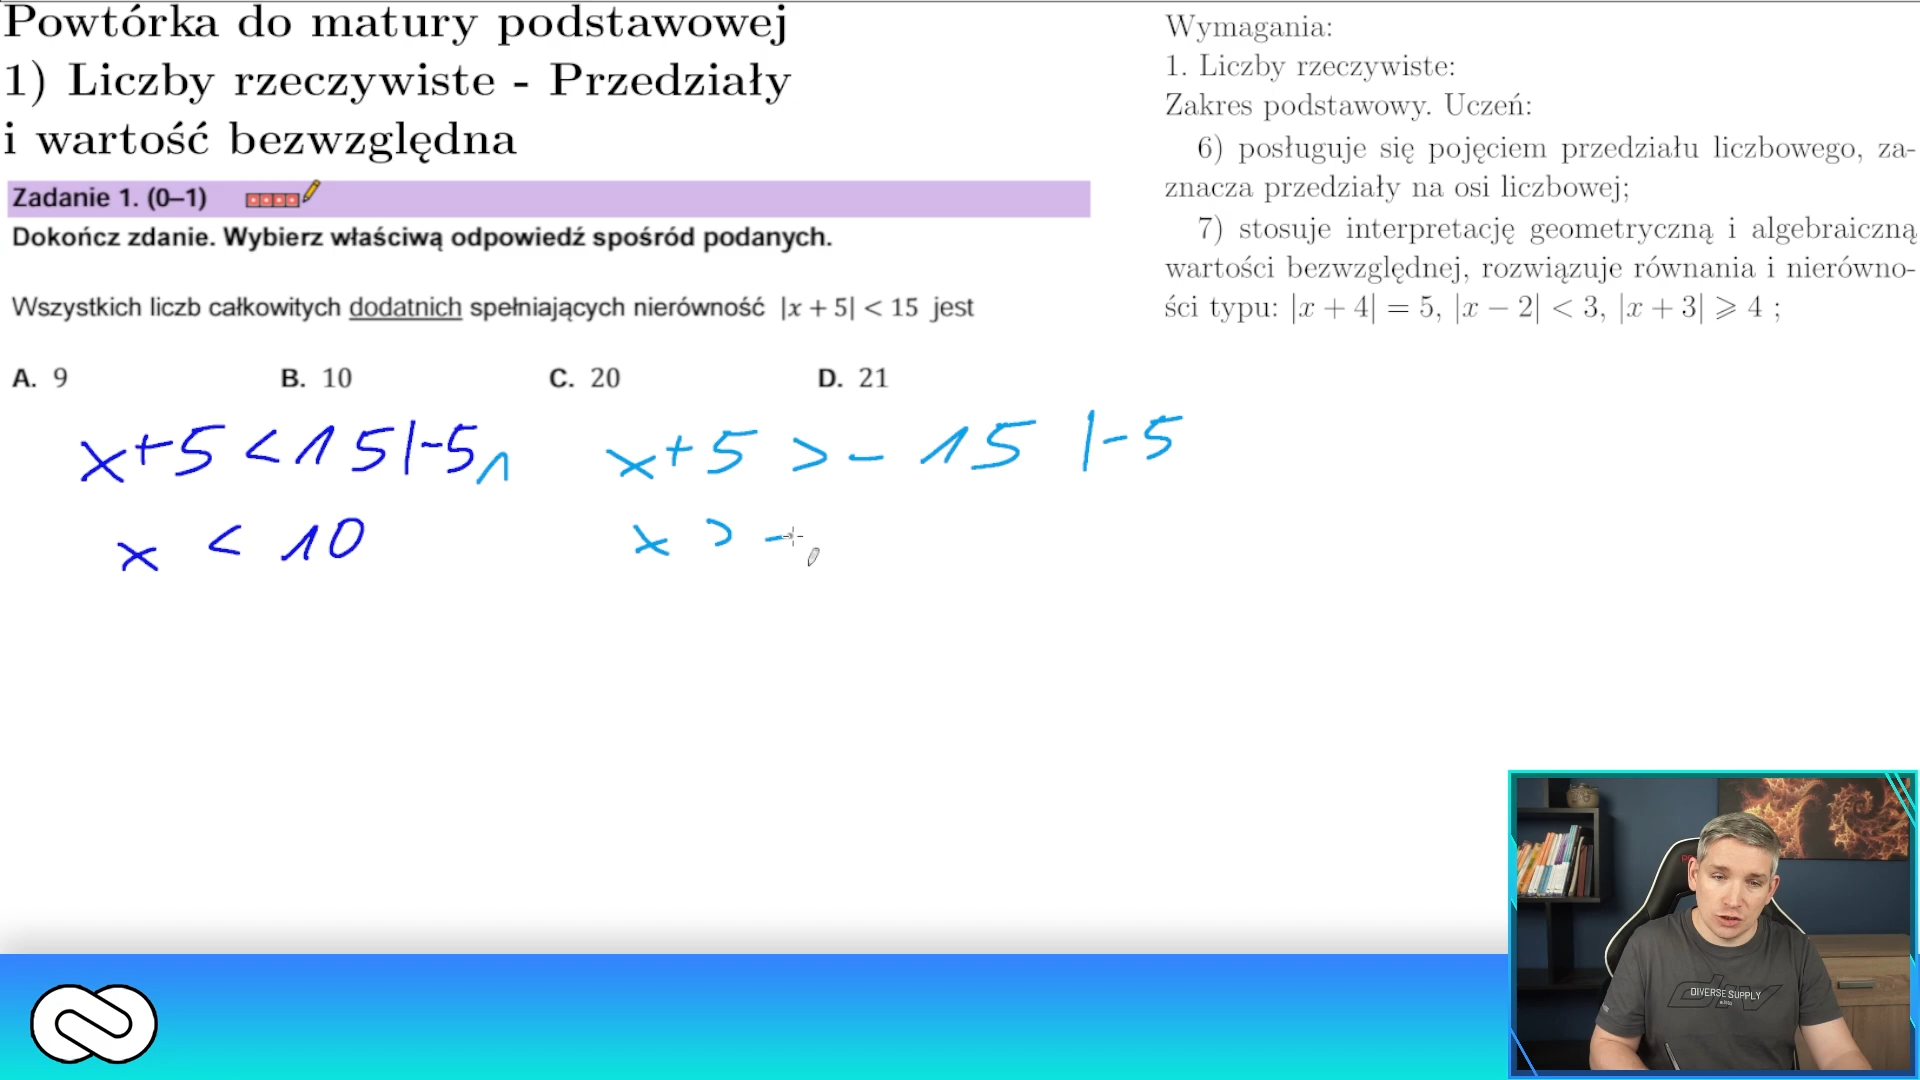 Powtórka do matury podstawowej
1) Liczby rzeczywiste - Przedziały
i wartość bezwzględna
Zadanie 1. (0–1)
Dokończ zdanie. Wybierz właściwą odpowiedź spośród podanych.
Wszystkich liczb całkowitych dodatnich spełniających nierówność |x + 5| < 15 jest
A. 9 B. 10 C. 20 D. 21
x+5 < 15 |-5 ∧ x+5 > -15 |-5
x < 10 x > -
Wymagania:
1. Liczby rzeczywiste:
Zakres podstawowy. Uczeń:
6) posługuje się pojęciem przedziału liczbowego, za-
znacza przedziały na osi liczbowej;
7) stosuje interpretację geometryczną i algebraiczną
wartości bezwzględnej, rozwiązuje równania i nierówno-
ści typu: |x + 4| = 5, |x − 2| < 3, |x + 3| ⩾ 4 ;
DIVERSE SUPPLY